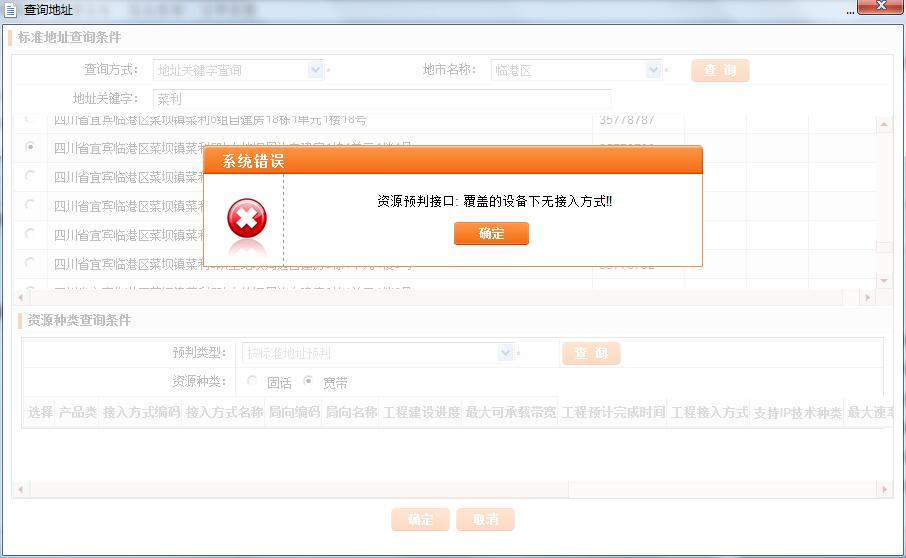 查询地址
...
标准地址查询条件
查询方式： 地址关键字查询 * 地市名称： 临港区 * 查 询
地址关键字： 菜利
四川省宜宾临港区菜坝镇菜利6组自建房18栋1单元1楼18号 35778787
四川省宜宾临港区菜坝镇菜利
四川省宜宾临港区菜坝镇菜
四川省宜宾临港区菜坝镇菜
四川省宜宾临港区菜坝镇菜
四川省宜宾临港区菜坝镇菜利
系统错误
资源预判接口: 覆盖的设备下无接入方式!!
确定
资源种类查询条件
预判类型： 按标准地址预判 * 查 询
资源种类： 固话 宽带
选择 产品类 接入方式编码 接入方式名称 局向编码 局向名称 工程建设进度 最大可承载带宽 工程预计完成时间 工程接入方式 支持IP技术种类 最大速率
确定 取消